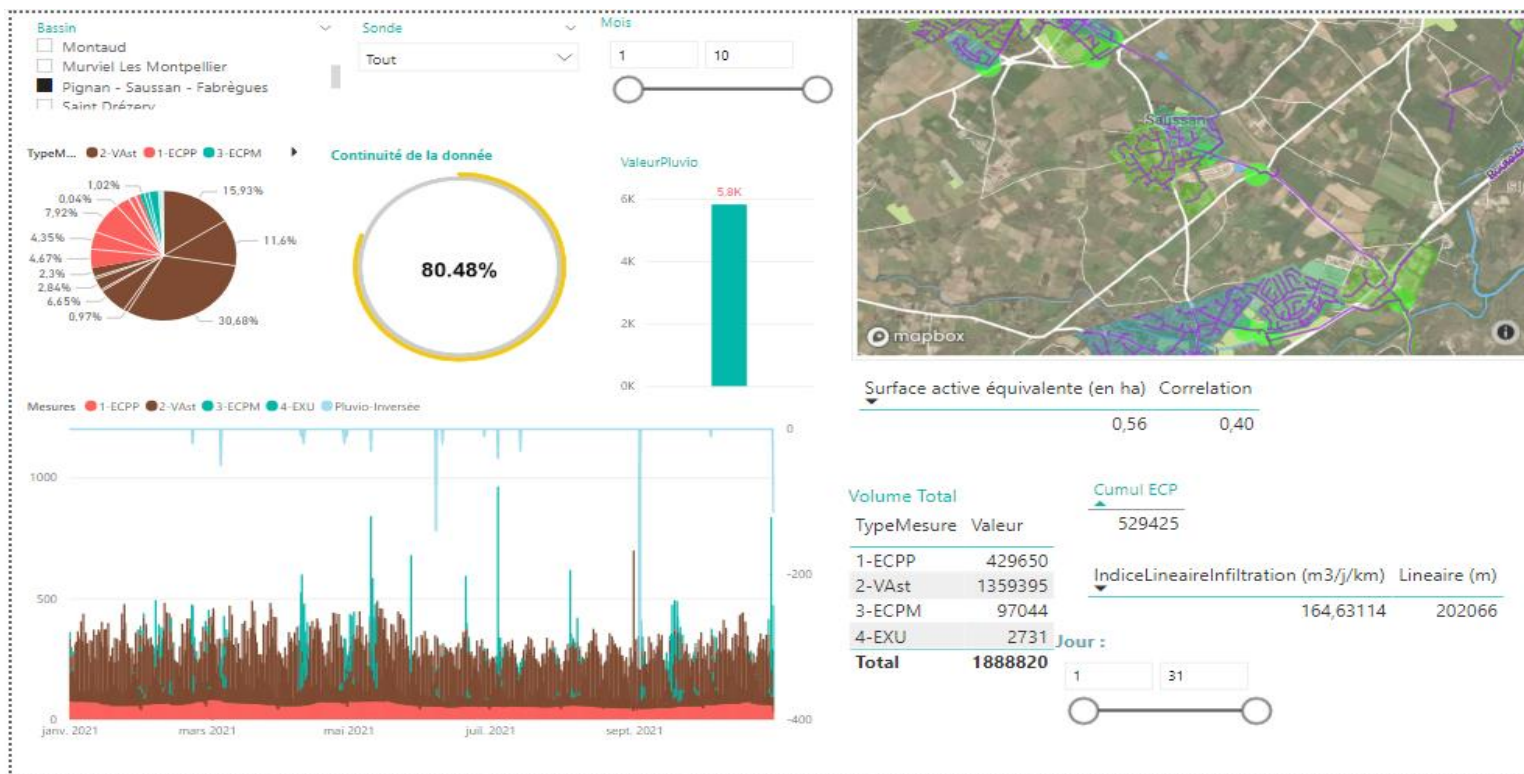 Bassin
Montaud
Murviel Les Montpellier
Pignan - Saussan - Fabrègues
Saint Drézery
Sonde
Tout
Mois
1 10
TypeM... 2-VAst 1-ECPP 3-ECPM
1,02%
0,04%
7,92%
4,35%
4,67%
2,3%
2,84%
6,65%
0,97%
15,93%
11,6%
30,68%
Continuité de la donnée
80.48%
ValeurPluvio
5.8K
6K
4K
2K
0K
Saussan
mapbox
Mesures 1-ECPP 2-VAst 3-ECPM 4-EXU Pluvio-Inversée
1000
500
0
0
-200
-400
janv. 2021 mars 2021 mai 2021 juil. 2021 sept. 2021
Surface active équivalente (en ha) Correlation
0,56 0,40
Volume Total
TypeMesure Valeur
1-ECPP 429650
2-VAst 1359395
3-ECPM 97044
4-EXU 2731
Total 1888820
Cumul ECP
529425
IndiceLineaireInfiltration (m3/j/km) Lineaire (m)
164,63114 202066
Jour :
1 31